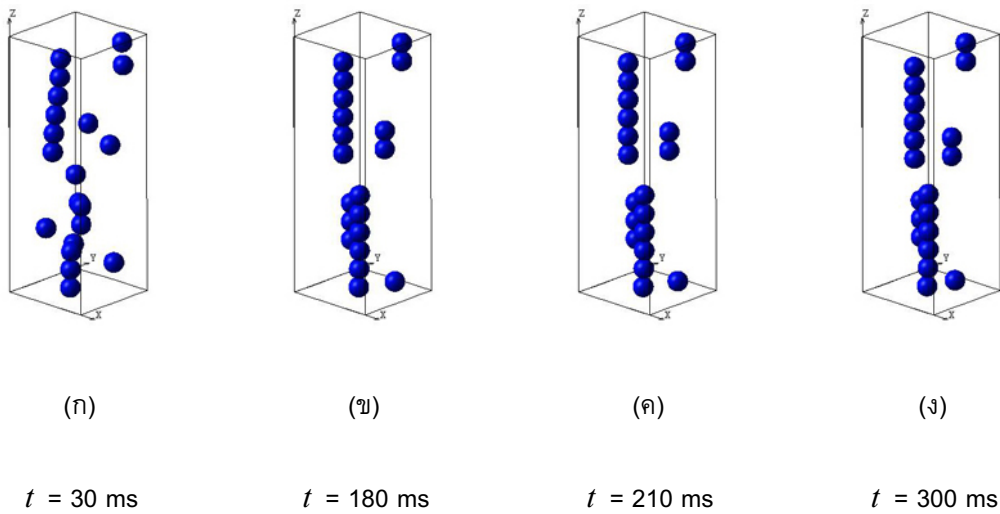 Z Z Z Z
Y Y Y Y
X X X X
(ก) (ข) (ค) (ง)
t = 30 ms t = 180 ms t = 210 ms t = 300 ms